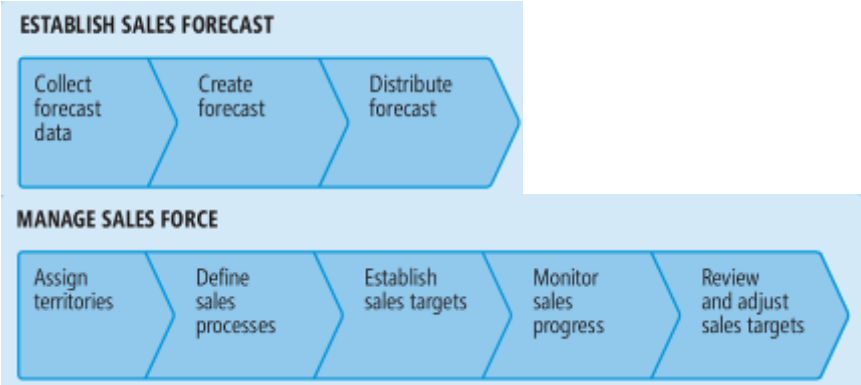 ESTABLISH SALES FORECAST
Collect
forecast
data
Create
forecast
Distribute
forecast
MANAGE SALES FORCE
Assign
territories
Define
sales
processes
Establish
sales targets
Monitor
sales
progress
Review
and adjust
sales targets